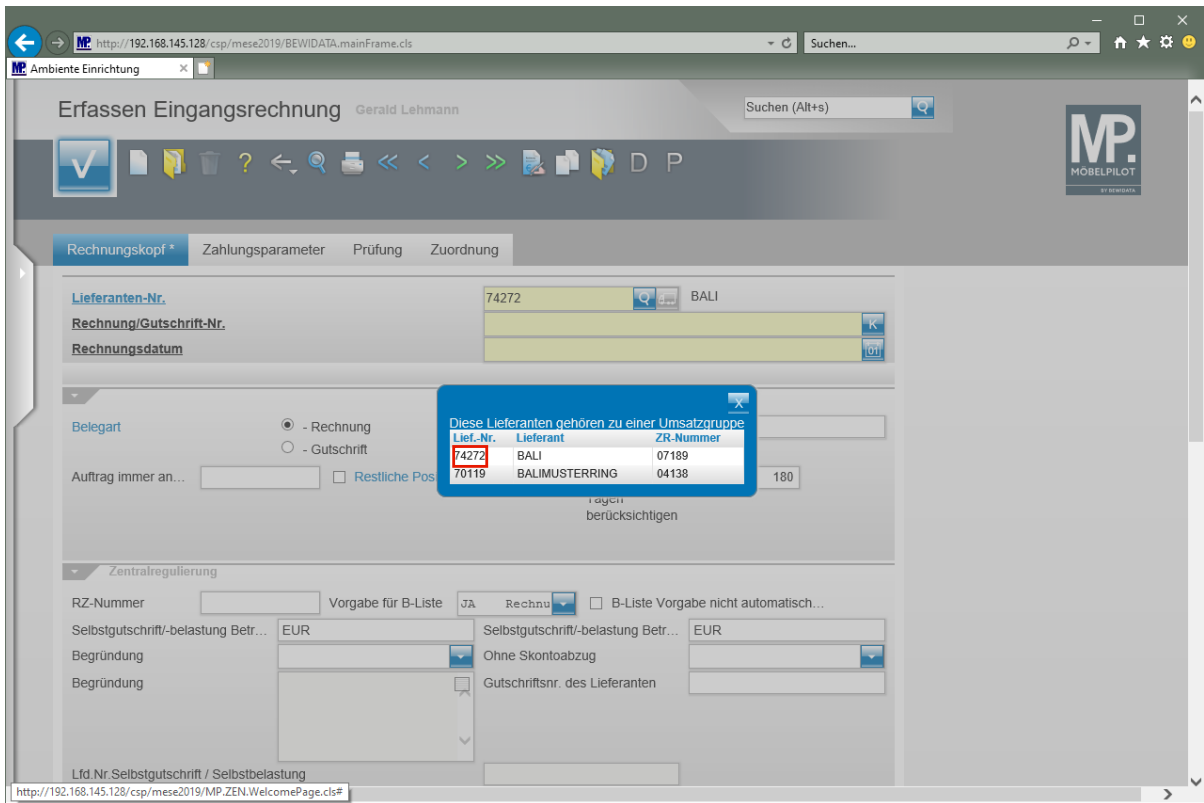 http://192.168.145.128/csp/mese2019/BEWIDATA.mainFrame.cls Suchen...
MP. Ambiente Einrichtung
Erfassen Eingangsrechnung Gerald Lehmann Suchen (Alt+s)
MP.
MÖBELPILOT
BY BEWIDATA
? D P
Rechnungskopf * Zahlungsparameter Prüfung Zuordnung
Lieferanten-Nr. 74272 BALI
Rechnung/Gutschrift-Nr. K
Rechnungsdatum
X
Diese Lieferanten gehören zu einer Umsatzgruppe
Lief.-Nr. Lieferant ZR-Nummer
74272 BALI 07189
70119 BALIMUSTERRING 04138
Belegart - Rechnung
- Gutschrift
Auftrag immer an... Restliche Posi 180
Tagen
berücksichtigen
Zentralregulierung
RZ-Nummer Vorgabe für B-Liste JA Rechnu B-Liste Vorgabe nicht automatisch...
Selbstgutschrift/-belastung Betr... EUR Selbstgutschrift/-belastung Betr... EUR
Begründung Ohne Skontoabzug
Begründung Gutschriftsnr. des Lieferanten
Lfd.Nr.Selbstgutschrift / Selbstbelastung
http://192.168.145.128/csp/mese2019/MP.ZEN.WelcomePage.cls#